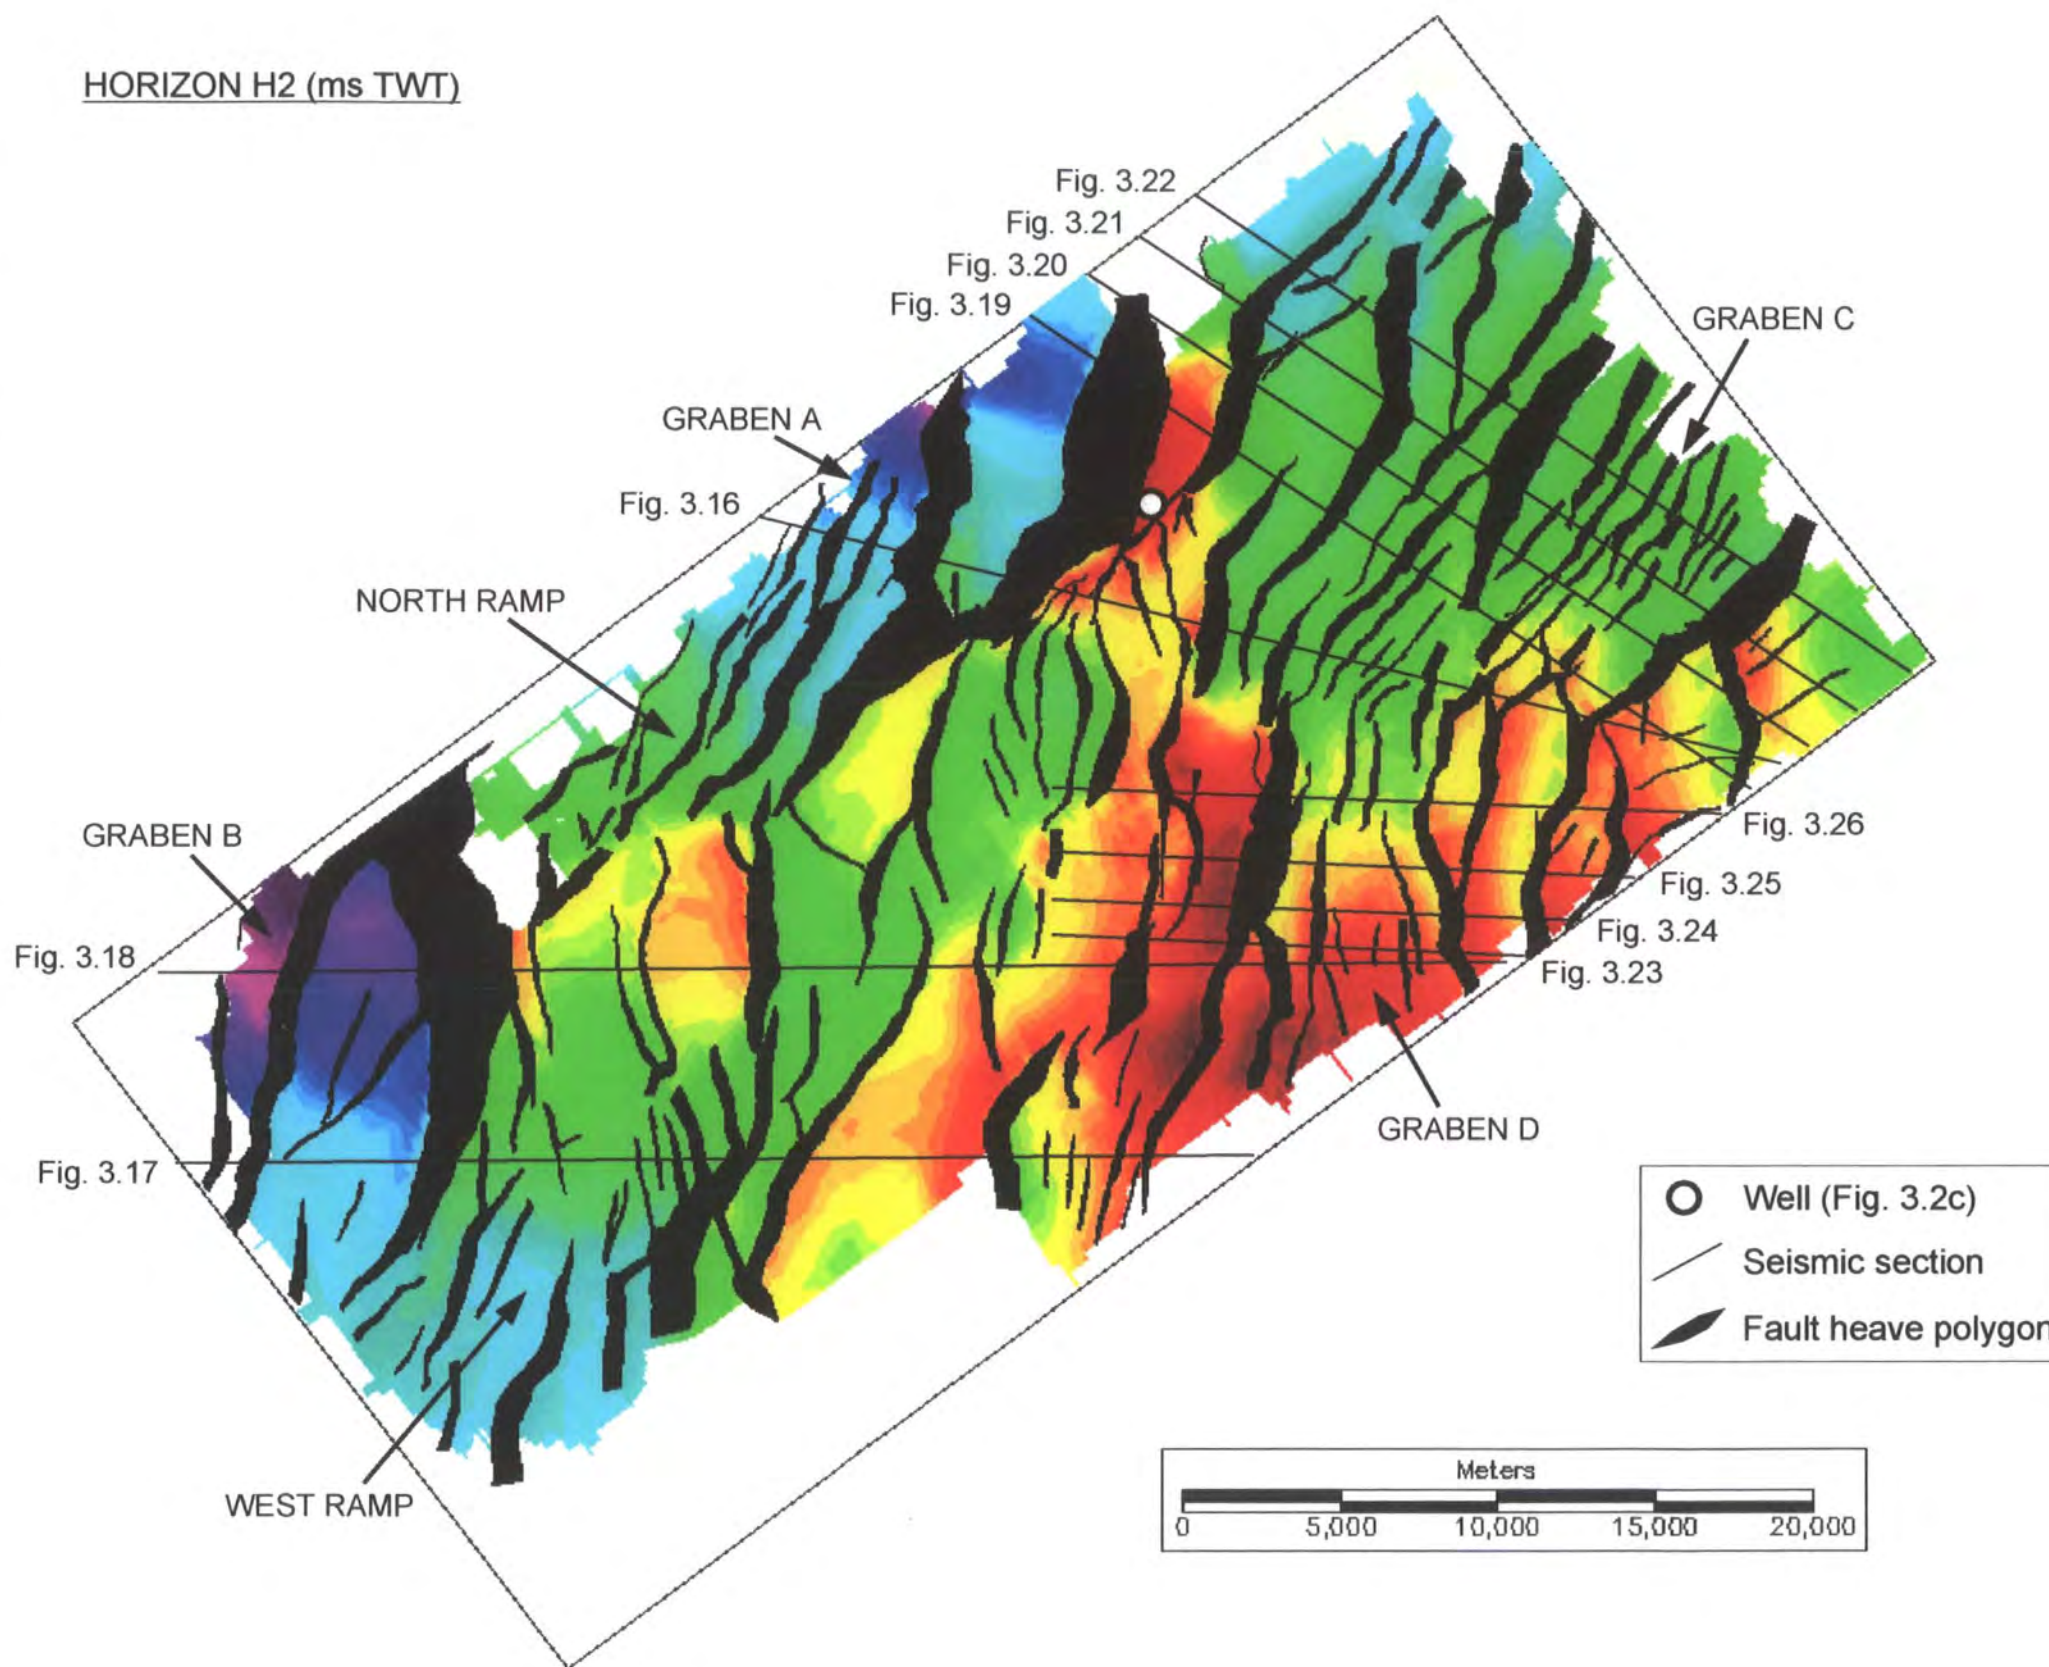 HORIZON H2 (ms TWT)
Fig. 3.22
Fig. 3.21
Fig. 3.20
Fig. 3.19
GRABEN C
GRABEN A
Fig. 3.16
NORTH RAMP
GRABEN B
Fig. 3.26
Fig. 3.25
Fig. 3.18
Fig. 3.24
Fig. 3.23
GRABEN D
Fig. 3.17
Well (Fig. 3.2c)
Seismic section
Fault heave polygon
WEST RAMP
Meters
0 5,000 10,000 15,000 20,000